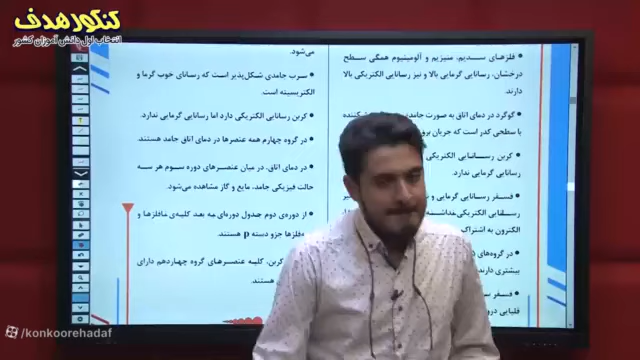 کنکور هدف
انتخاب اول دانش آموزان کشور
فلزهای سدیم، منیزیم و آلومینیوم همگی سطح
درخشان، رسانایی گرمایی بالا و نیز رسانایی الکتریکی بالا
دارند.
گوگرد در دمای اتاق به صورت جامد
با سطحی کدر است که جریان
کربن رسانایی الکتریکی
رسانایی گرمایی ندارد.
فسفر رسانایی گرمایی و
رسانایی الکتریکی
الکترون به اشتراک
در گروه‌های
بیشتری دارند
فسفر
می‌شود.
سرب جامدی شکل‌پذیر است که رسانای خوب گرما و
الکتریسیته است.
کربن رسانایی الکتریکی دارد اما رسانایی گرمایی ندارد.
در گروه چهارم همه عنصرها در دمای اتاق جامد هستند.
در دمای اتاق، در میان عنصرهای دوره سوم هر سه
حالت فیزیکی جامد، مایع و گاز مشاهده می‌شود.
از دوره‌ی دوم جدول دوره‌ای به بعد کلیه‌ی نافلزها و
جزو دسته p هستند.
کربن، کلیه عنصرهای گروه چهاردهم دارای
هستند.
/konkoorehadaf